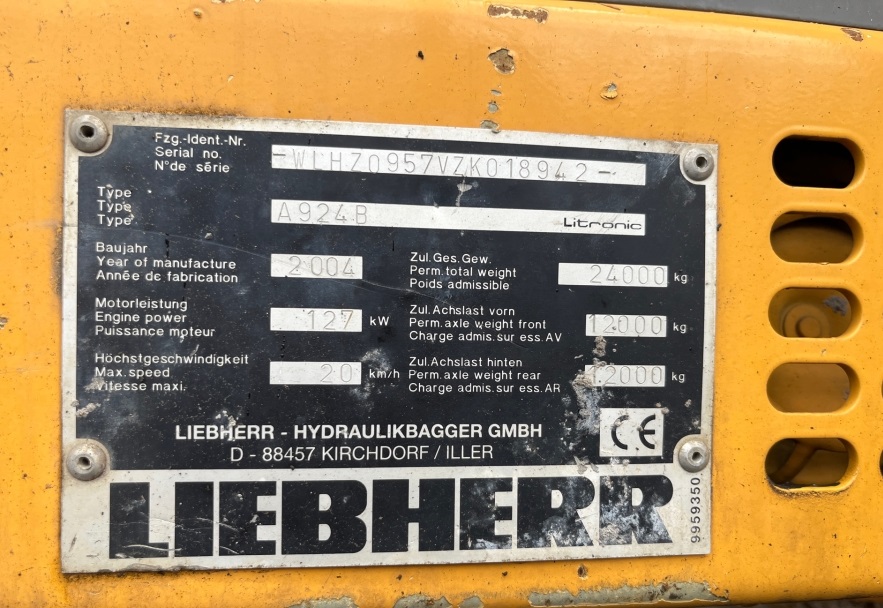 Fzg.-Ident.-Nr.
Serial no.
N° de série
-WLHZ0957VZK018942-
Type
Type
Type
A924B
Litronic
Baujahr
Year of manufacture
Année de fabrication
2004
Zul. Ges. Gew.
Perm. total weight
Poids admissible
24000 kg
Motorleistung
Engine power
Puissance moteur
127 kW
Zul. Achslast vorn
Perm. axle weight front
Charge admis. sur ess. AV
12000 kg
Höchstgeschwindigkeit
Max. speed
Vitesse maxi.
20 km/h
Zul. Achslast hinten
Perm. axle weight rear
Charge admis. sur ess. AR
12000 kg
LIEBHERR - HYDRAULIKBAGGER GMBH
D - 88457 KIRCHDORF / ILLER
CE
LIEBHERR
9959350